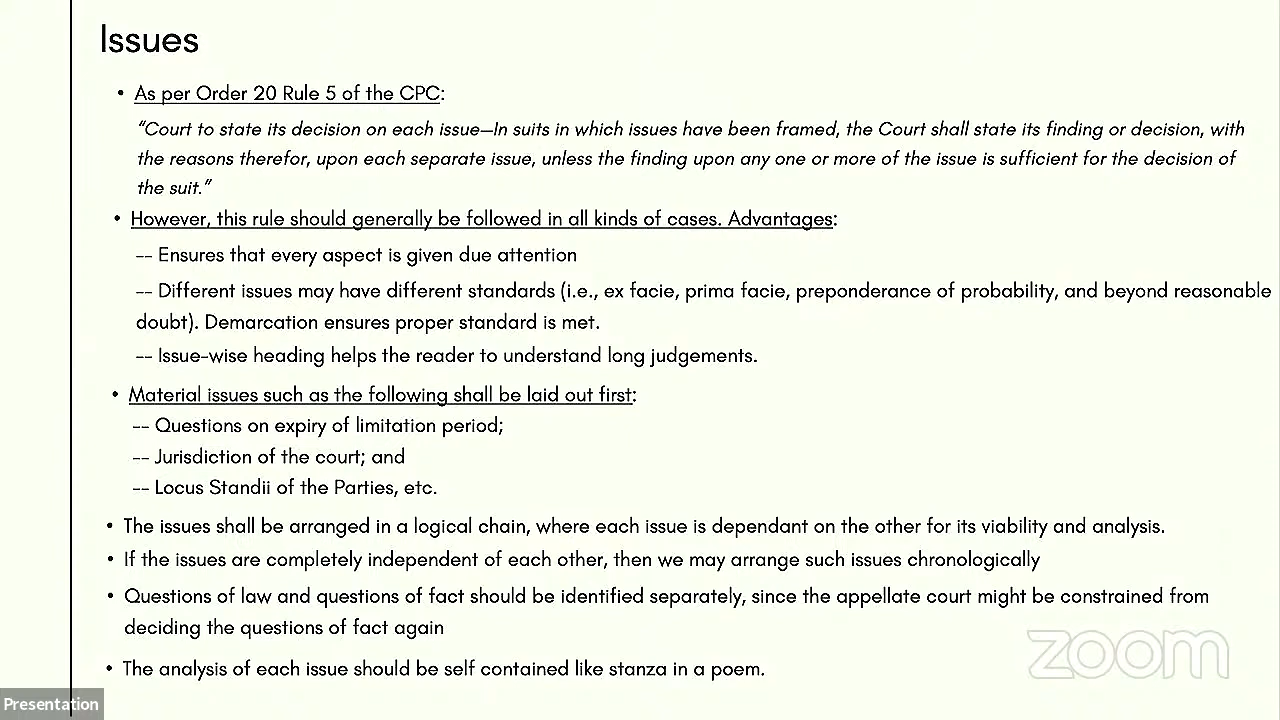 Issues
• As per Order 20 Rule 5 of the CPC:
“Court to state its decision on each issue—In suits in which issues have been framed, the Court shall state its finding or decision, with
the reasons therefor, upon each separate issue, unless the finding upon any one or more of the issue is sufficient for the decision of
the suit.”
• However, this rule should generally be followed in all kinds of cases. Advantages:
-- Ensures that every aspect is given due attention
-- Different issues may have different standards (i.e., ex facie, prima facie, preponderance of probability, and beyond reasonable
doubt). Demarcation ensures proper standard is met.
-- Issue-wise heading helps the reader to understand long judgements.
• Material issues such as the following shall be laid out first:
-- Questions on expiry of limitation period;
-- Jurisdiction of the court; and
-- Locus Standii of the Parties, etc.
• The issues shall be arranged in a logical chain, where each issue is dependant on the other for its viability and analysis.
• If the issues are completely independent of each other, then we may arrange such issues chronologically
• Questions of law and questions of fact should be identified separately, since the appellate court might be constrained from
deciding the questions of fact again
• The analysis of each issue should be self contained like stanza in a poem.
zoom
Presentation